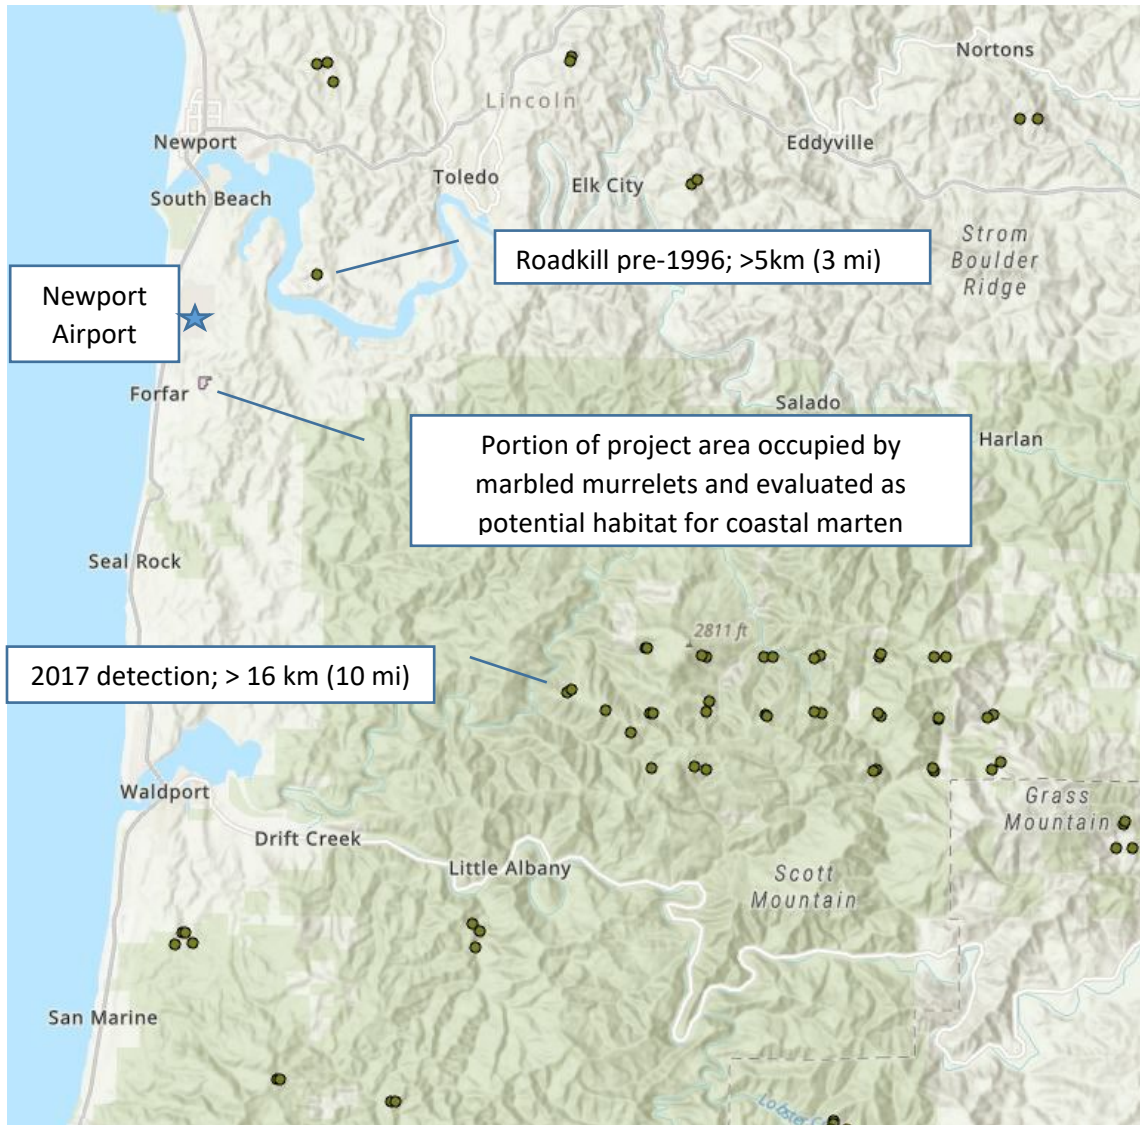 Nortons
Lincoln
Newport
Eddyville
Toledo
Elk City
South Beach
Strom
Boulder
Ridge
Roadkill pre-1996; >5km (3 mi)
Newport
Airport
Forfar
Salado
Harlan
Portion of project area occupied by
marbled murrelets and evaluated as
potential habitat for coastal marten
Seal Rock
2811 ft
2017 detection; > 16 km (10 mi)
Waldport
Grass
Mountain
Drift Creek
Little Albany
Scott
Mountain
San Marine
Lobster